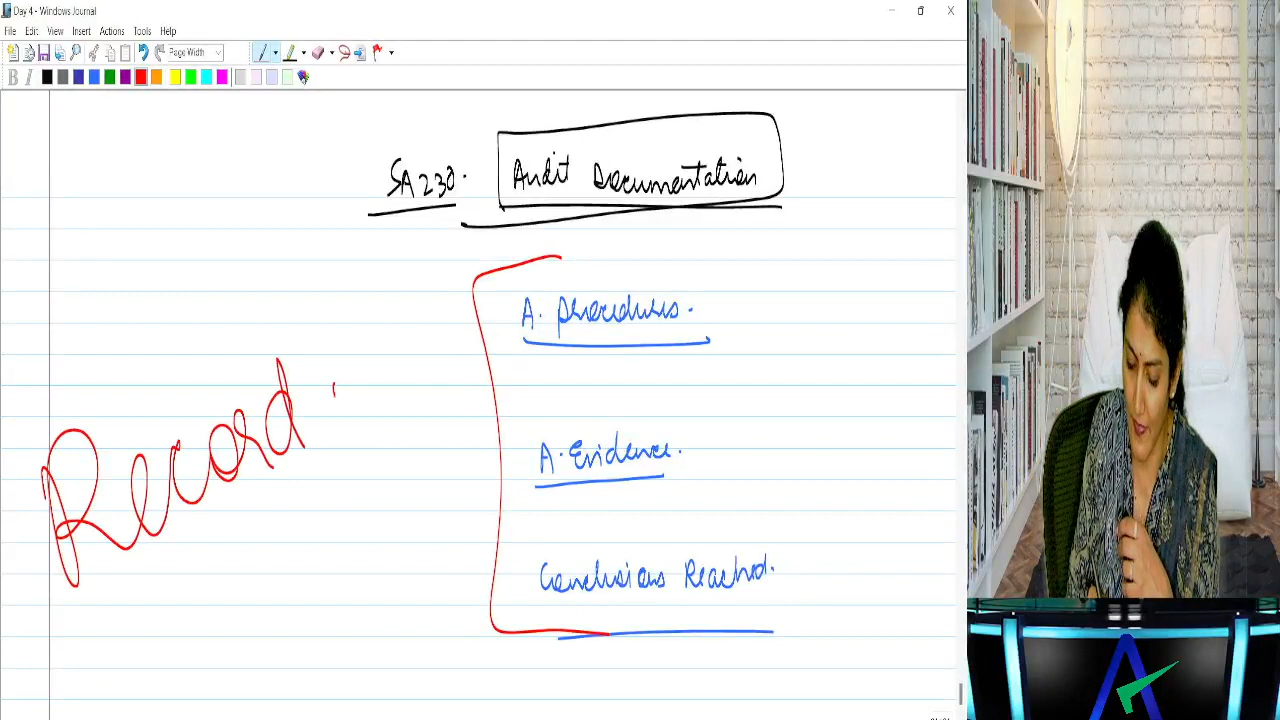 Day 4 - Windows Journal
File Edit View Insert Actions Tools Help
Page Width
B I
SA 230. Audit Documentation
A. Procedures.
A. Evidence.
Conclusions Reached.
Record